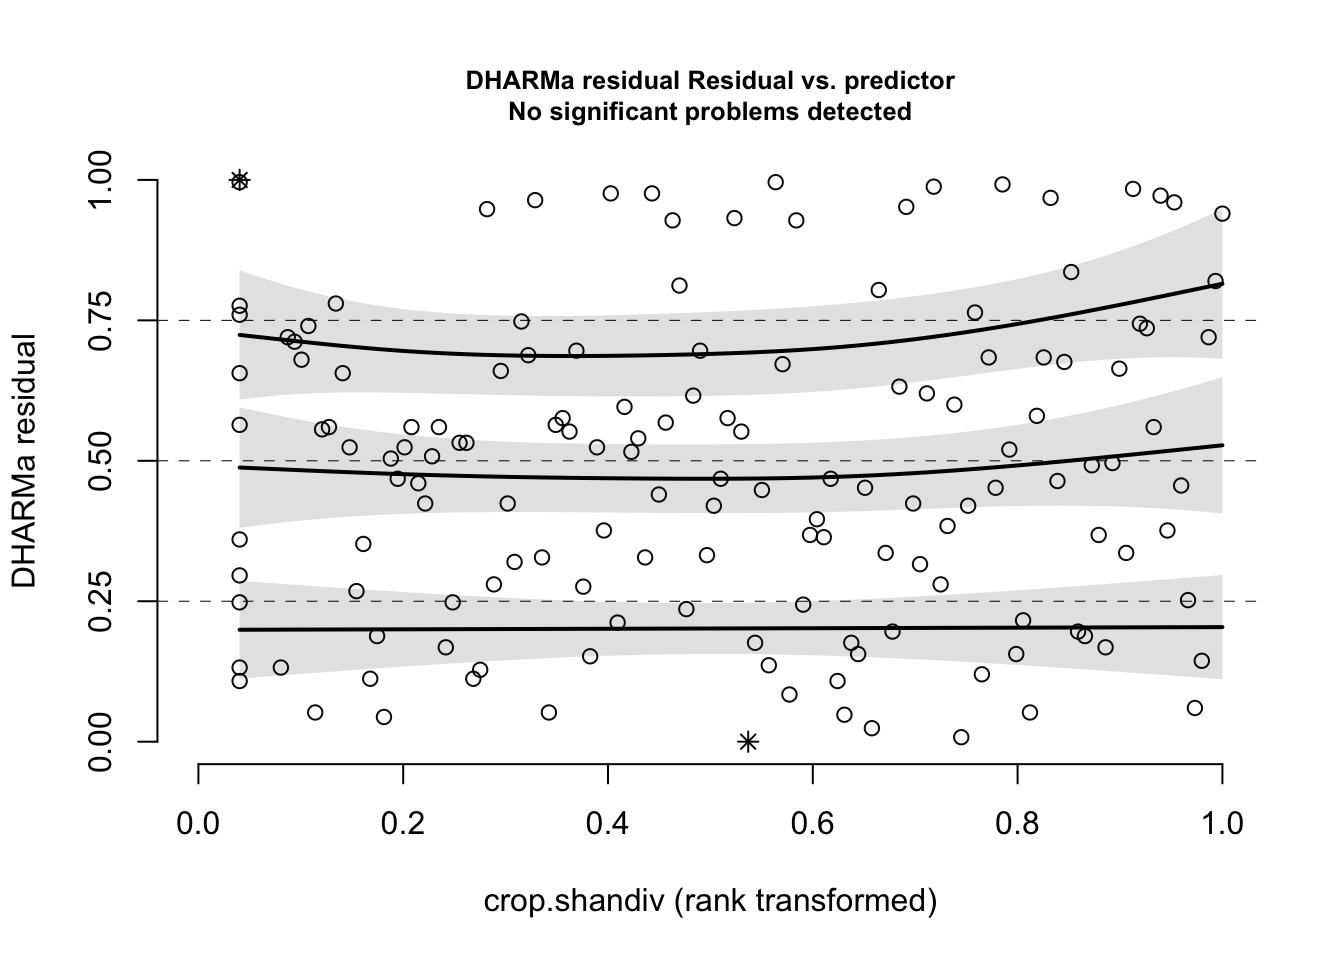 DHARMa residual Residual vs. predictor
No significant problems detected
1.00
0.75
0.50
0.25
0.00
DHARMa residual
0.0 0.2 0.4 0.6 0.8 1.0
crop.shandiv (rank transformed)